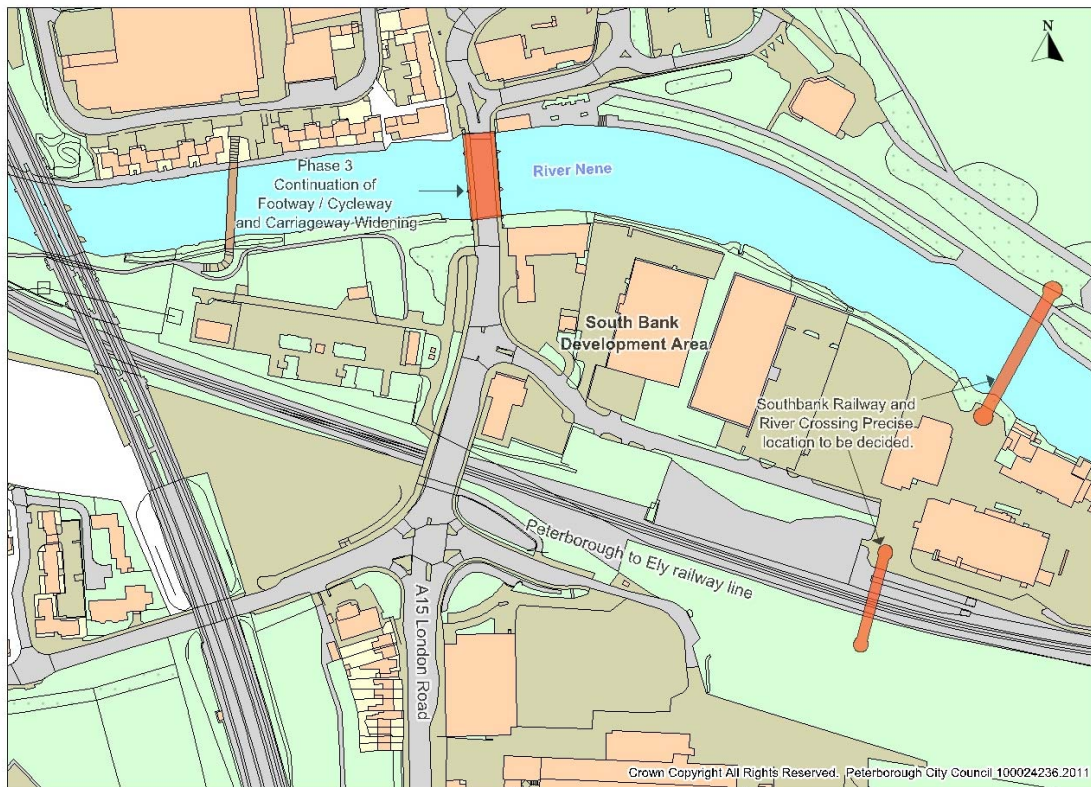 N
Phase 3
Continuation of
Footway / Cycleway
and Carriageway Widening
River Nene
South Bank
Development Area
Southbank Railway and
River Crossing Precise
location to be decided.
Peterborough to Ely railway line
A15 London Road
Crown Copyright All Rights Reserved. Peterborough City Council 100024236.2011